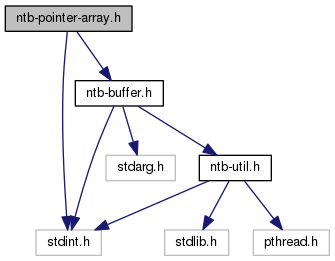 ntb-pointer-array.h
ntb-buffer.h
stdarg.h
ntb-util.h
stdint.h
stdlib.h
pthread.h